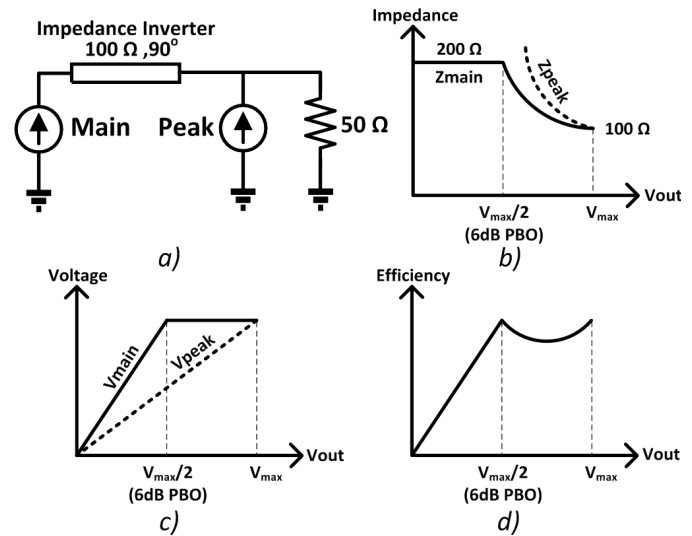 Impedance Inverter
100 Ω ,90°
Main
Peak
50 Ω
a)
Impedance
200 Ω
Zmain
Zpeak
100 Ω
Vout
Vmax/2
Vmax
(6dB PBO)
b)
Voltage
Vmain
Vpeak
Vout
Vmax/2
Vmax
(6dB PBO)
c)
Efficiency
Vout
Vmax/2
Vmax
(6dB PBO)
d)